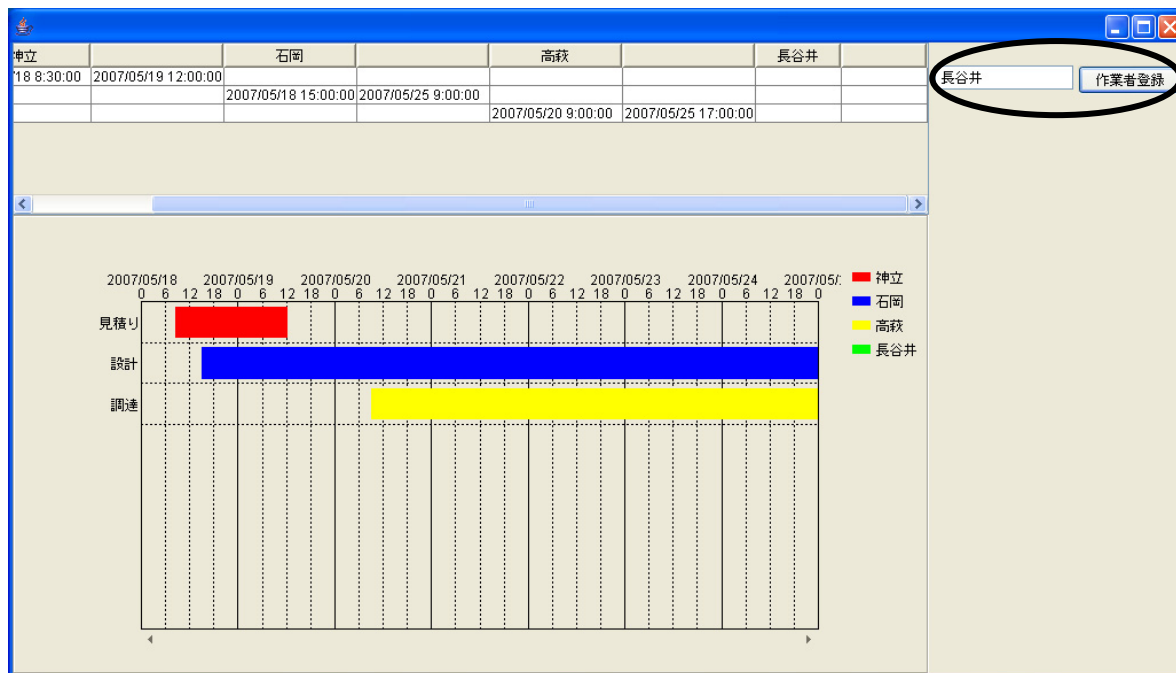 神立 石岡 高萩 長谷井
/18 8:30:00 2007/05/19 12:00:00
2007/05/18 15:00:00 2007/05/25 9:00:00
2007/05/20 9:00:00 2007/05/25 17:00:00
長谷井 作業者登録
2007/05/18 2007/05/19 2007/05/20 2007/05/21 2007/05/22 2007/05/23 2007/05/24 2007/05/
0 6 12 18 0 6 12 18 0 6 12 18 0 6 12 18 0 6 12 18 0 6 12 18 0 6 12 18 0
見積り
設計
調達
神立
石岡
高萩
長谷井